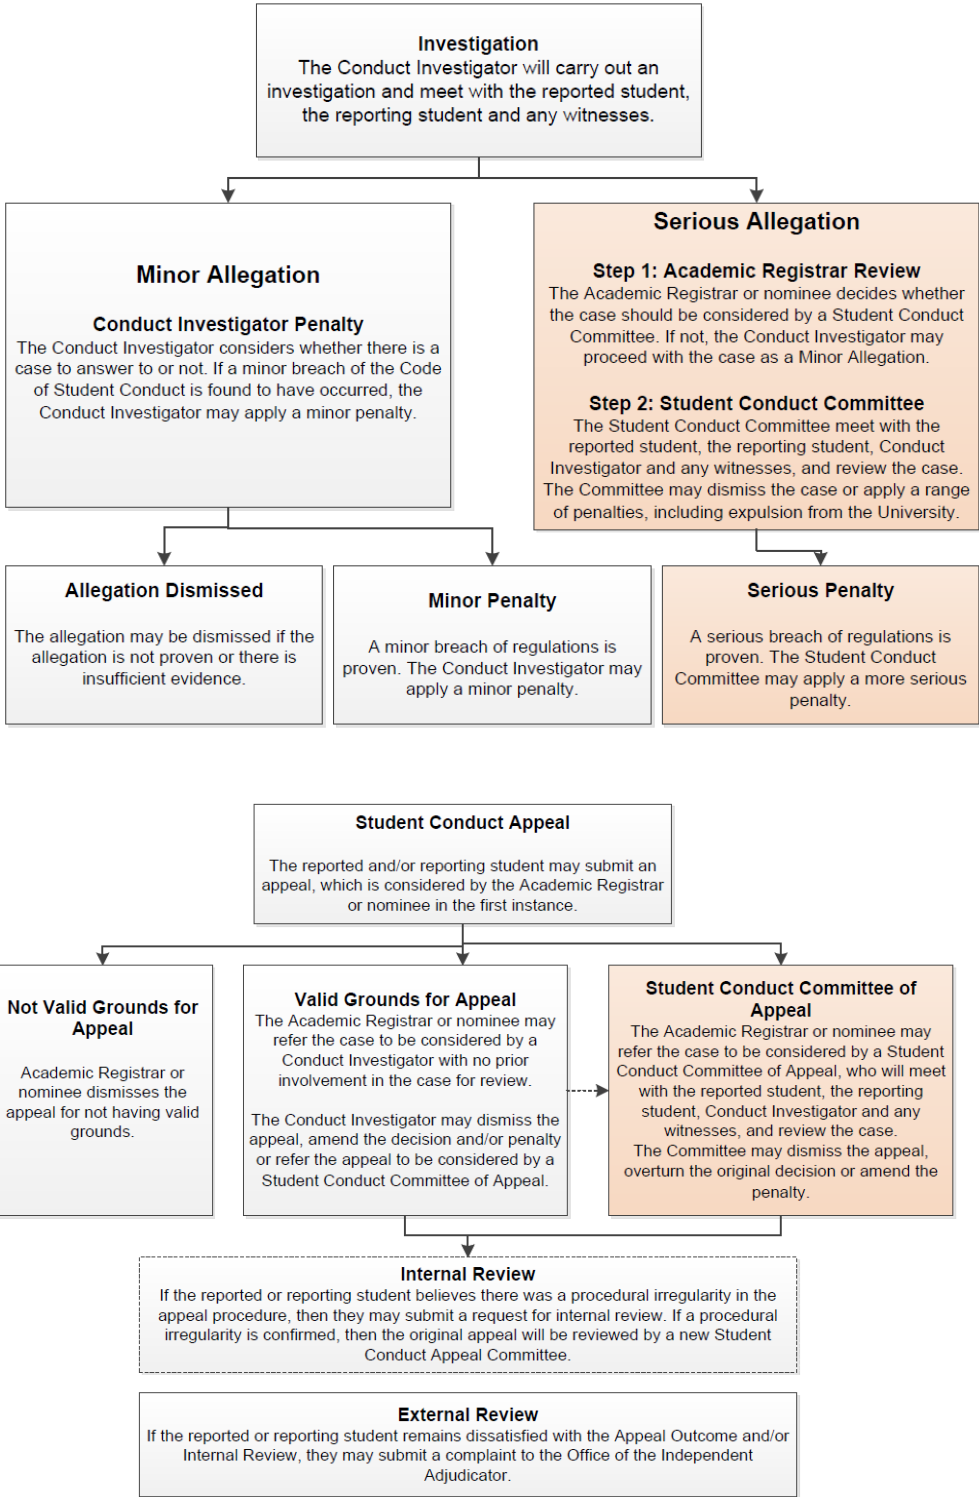 Investigation
The Conduct Investigator will carry out an
investigation and meet with the reported student,
the reporting student and any witnesses.
Minor Allegation
Conduct Investigator Penalty
The Conduct Investigator considers whether there is a
case to answer to or not. If a minor breach of the Code
of Student Conduct is found to have occurred, the
Conduct Investigator may apply a minor penalty.
Serious Allegation
Step 1: Academic Registrar Review
The Academic Registrar or nominee decides whether
the case should be considered by a Student Conduct
Committee. If not, the Conduct Investigator may
proceed with the case as a Minor Allegation.
Step 2: Student Conduct Committee
The Student Conduct Committee meet with the
reported student, the reporting student, Conduct
Investigator and any witnesses, and review the case.
The Committee may dismiss the case or apply a range
of penalties, including expulsion from the University.
Allegation Dismissed
The allegation may be dismissed if the
allegation is not proven or there is
insufficient evidence.
Minor Penalty
A minor breach of regulations is
proven. The Conduct Investigator may
apply a minor penalty.
Serious Penalty
A serious breach of regulations is
proven. The Student Conduct
Committee may apply a more serious
penalty.
Student Conduct Appeal
The reported and/or reporting student may submit an
appeal, which is considered by the Academic Registrar
or nominee in the first instance.
Not Valid Grounds for
Appeal
Academic Registrar or
nominee dismisses the
appeal for not having valid
grounds.
Valid Grounds for Appeal
The Academic Registrar or nominee may
refer the case to be considered by a
Conduct Investigator with no prior
involvement in the case for review.
The Conduct Investigator may dismiss the
appeal, amend the decision and/or penalty
or refer the appeal to be considered by a
Student Conduct Committee of Appeal.
Student Conduct Committee of
Appeal
The Academic Registrar or nominee may
refer the case to be considered by a Student
Conduct Committee of Appeal, who will meet
with the reported student, the reporting
student, Conduct Investigator and any
witnesses, and review the case.
The Committee may dismiss the appeal,
overturn the original decision or amend the
penalty.
Internal Review
If the reported or reporting student believes there was a procedural irregularity in the
appeal procedure, then they may submit a request for internal review. If a procedural
irregularity is confirmed, then the original appeal will be reviewed by a new Student
Conduct Appeal Committee.
External Review
If the reported or reporting student remains dissatisfied with the Appeal Outcome and/or
Internal Review, they may submit a complaint to the Office of the Independent
Adjudicator.